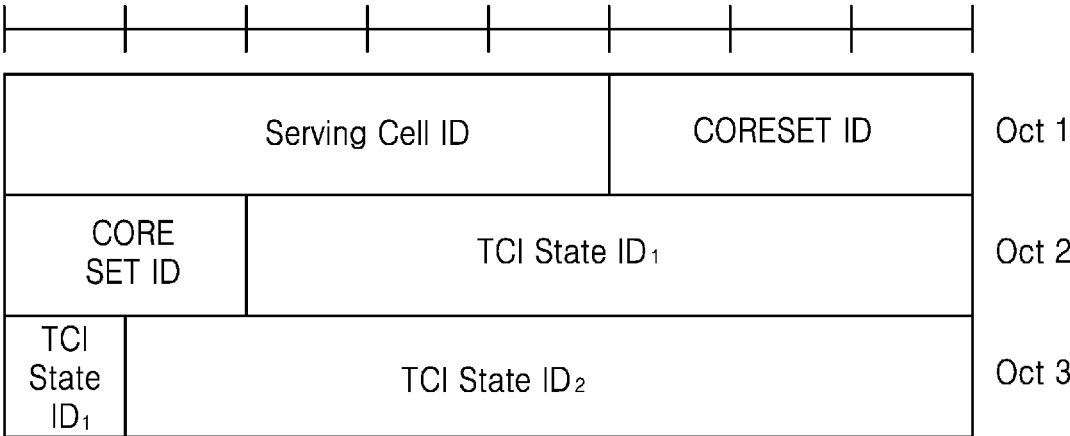 Serving Cell ID
CORESET ID
Oct 1
CORE
SET ID
TCI State ID₁
Oct 2
TCI
State
ID₁
TCI State ID₂
Oct 3